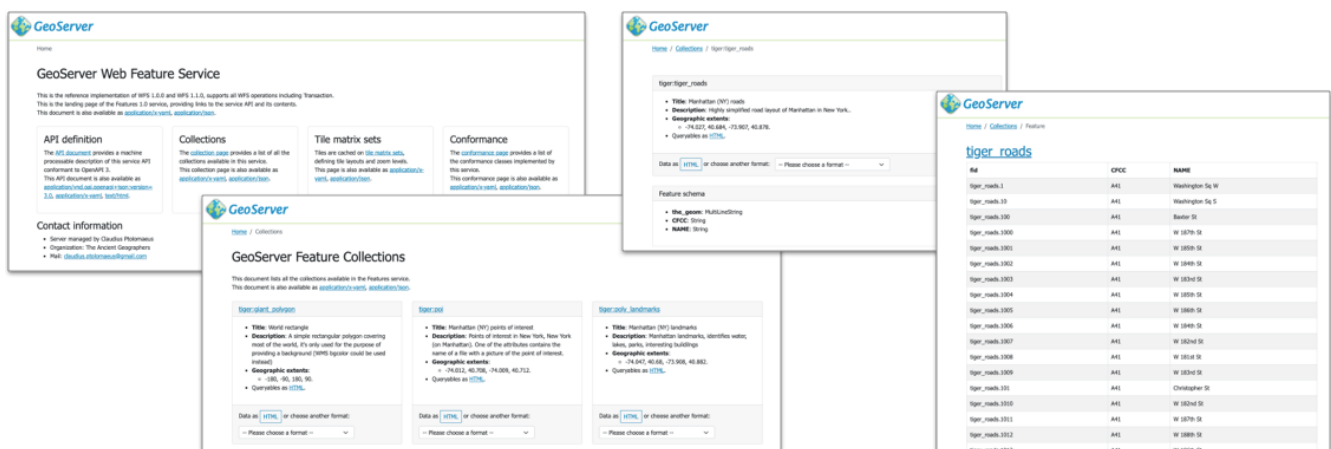 GeoServer
Home
GeoServer Web Feature Service
This is the reference implementation of WFS 1.0.0 and WFS 1.1.0, supports all WFS operations including Transaction.
This is the landing page of the Features 1.0 service, providing links to the service API and its contents.
This document is also available as application/x-yaml, application/json.
API definition
The API document provides a machine
processable description of this service API
conformant to OpenAPI 3.
This API document is also available as
application/vnd.oai.openapi+json;version=
3.0, application/x-yaml, text/html.
Collections
The collection page provides a list of all the
collections available in this service.
This collection page is also available as
application/x-yaml, application/json.
Tile matrix sets
Tiles are cached on tile matrix sets,
defining tile layouts and zoom levels.
This page is also available as application/x-
yaml, application/json.
Conformance
The conformance page provides a list of
the conformance classes implemented by
this service.
This conformance page is also available as
application/x-yaml, application/json.
Contact information
Server managed by Claudius Ptolomaeus
Organization: The Ancient Geographers
Mail: claudius.ptolomaeus@gmail.com
GeoServer
Home / Collections
GeoServer Feature Collections
This document lists all the collections available in the Features service.
This document is also available as application/x-yaml, application/json.
tiger:giant_polygon
Title: World rectangle
Description: A simple rectangular polygon covering
most of the world, it's only used for the purpose of
providing a background (WMS bgcolor could be used
instead)
Geographic extents:
-180, -90, 180, 90.
Queryables as HTML.
Data as HTML or choose another format:
-- Please choose a format --
tiger:poi
Title: Manhattan (NY) points of interest
Description: Points of interest in New York, New York
(on Manhattan). One of the attributes contains the
name of a file with a picture of the point of interest.
Geographic extents:
-74.012, 40.708, -74.009, 40.712.
Queryables as HTML.
Data as HTML or choose another format:
-- Please choose a format --
tiger:poly_landmarks
Title: Manhattan (NY) landmarks
Description: Manhattan landmarks, identifies water,
lakes, parks, interesting buildings
Geographic extents:
-74.047, 40.68, -73.908, 40.882.
Queryables as HTML.
Data as HTML or choose another format:
-- Please choose a format --
GeoServer
Home / Collections / tiger:tiger_roads
tiger:tiger_roads
Title: Manhattan (NY) roads
Description: Highly simplified road layout of Manhattan in New York..
Geographic extents:
-74.027, 40.684, -73.907, 40.878.
Queryables as HTML.
Data as HTML or choose another format: -- Please choose a format --
Feature schema
the_geom: MultiLineString
CFCC: String
NAME: String
GeoServer
Home / Collections / Feature
tiger_roads
fid CFCC NAME
tiger_roads.1 A41 Washington Sq W
tiger_roads.10 A41 Washington Sq S
tiger_roads.100 A41 Baxter St
tiger_roads.1000 A41 W 187th St
tiger_roads.1001 A41 W 185th St
tiger_roads.1002 A41 W 184th St
tiger_roads.1003 A41 W 183rd St
tiger_roads.1004 A41 W 185th St
tiger_roads.1005 A41 W 186th St
tiger_roads.1006 A41 W 184th St
tiger_roads.1007 A41 W 182nd St
tiger_roads.1008 A41 W 181st St
tiger_roads.1009 A41 W 183rd St
tiger_roads.101 A41 Christopher St
tiger_roads.1010 A41 W 182nd St
tiger_roads.1011 A41 W 187th St
tiger_roads.1012 A41 W 188th St